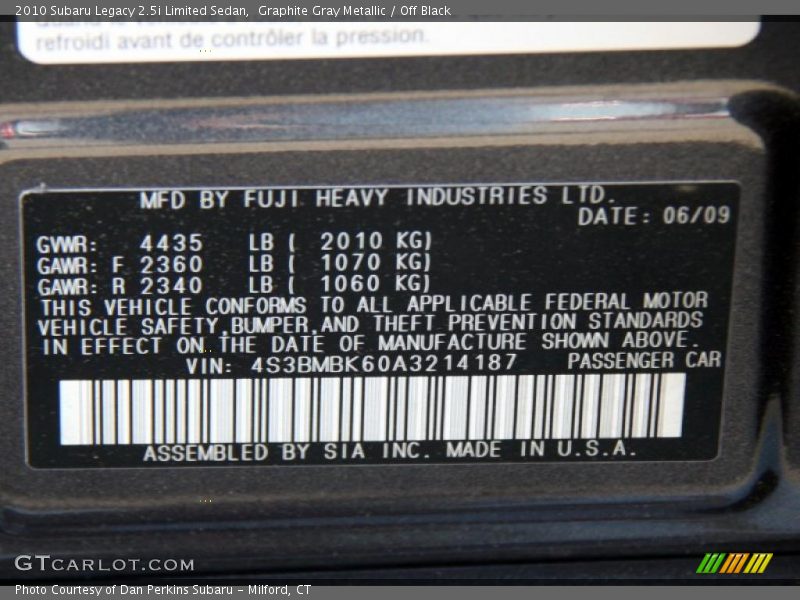 2010 Subaru Legacy 2.5i Limited Sedan,  Graphite Gray Metallic / Off Black
refroidi avant de contrôler la pression.
MFD BY FUJI HEAVY INDUSTRIES LTD.
DATE: 06/09
GVWR: 4435 LB ( 2010 KG)
GAWR: F 2360 LB ( 1070 KG)
GAWR: R 2340 LB ( 1060 KG)
THIS VEHICLE CONFORMS TO ALL APPLICABLE FEDERAL MOTOR
VEHICLE SAFETY,BUMPER,AND THEFT PREVENTION STANDARDS
IN EFFECT ON THE DATE OF MANUFACTURE SHOWN ABOVE.
VIN: 4S3BMBK60A3214187 PASSENGER CAR
ASSEMBLED BY SIA INC. MADE IN U.S.A.
GTCARLOT.COM
Photo Courtesy of Dan Perkins Subaru - Milford, CT